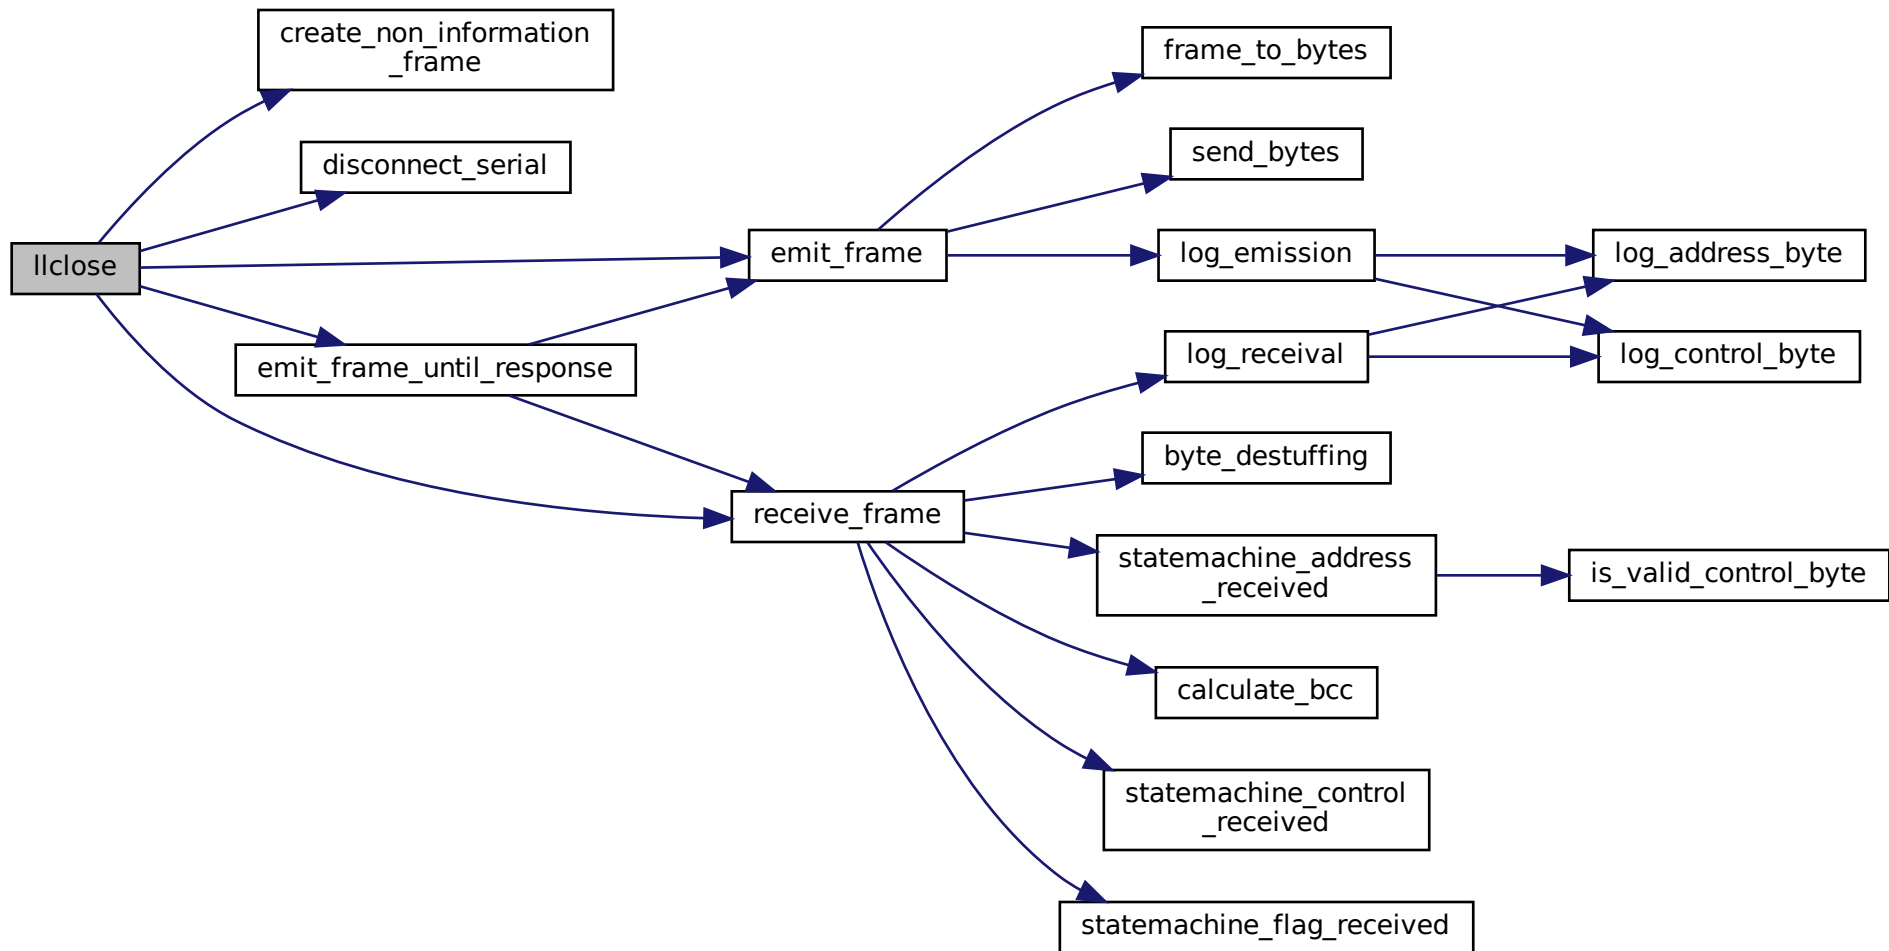 create_non_information
_frame
disconnect_serial
llclose
emit_frame_until_response
emit_frame
receive_frame
frame_to_bytes
send_bytes
log_emission
log_receival
byte_destuffing
statemachine_address
_received
calculate_bcc
statemachine_control
_received
statemachine_flag_received
log_address_byte
log_control_byte
is_valid_control_byte